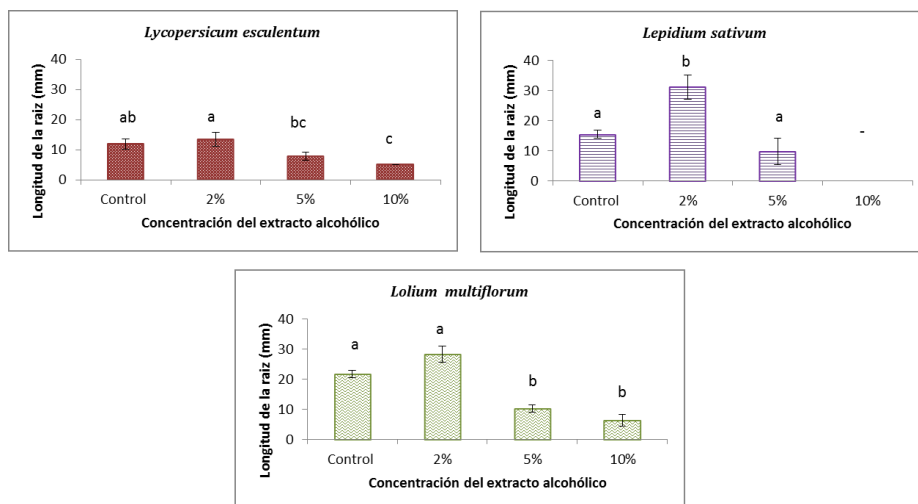 Lycopersicum esculentum
Longitud de la raiz (mm)
40
30
20
10
0
ab
a
bc
c
Control 2% 5% 10%
Concentración del extracto alcohólico
Lepidium sativum
Longitud de la raiz (mm)
40
30
20
10
0
a
b
a
-
Control 2% 5% 10%
Concentración del extracto alcohólico
Lolium multiflorum
Longitud de la raiz (mm)
40
30
20
10
0
a
a
b
b
Control 2% 5% 10%
Concentración del extracto alcohólico